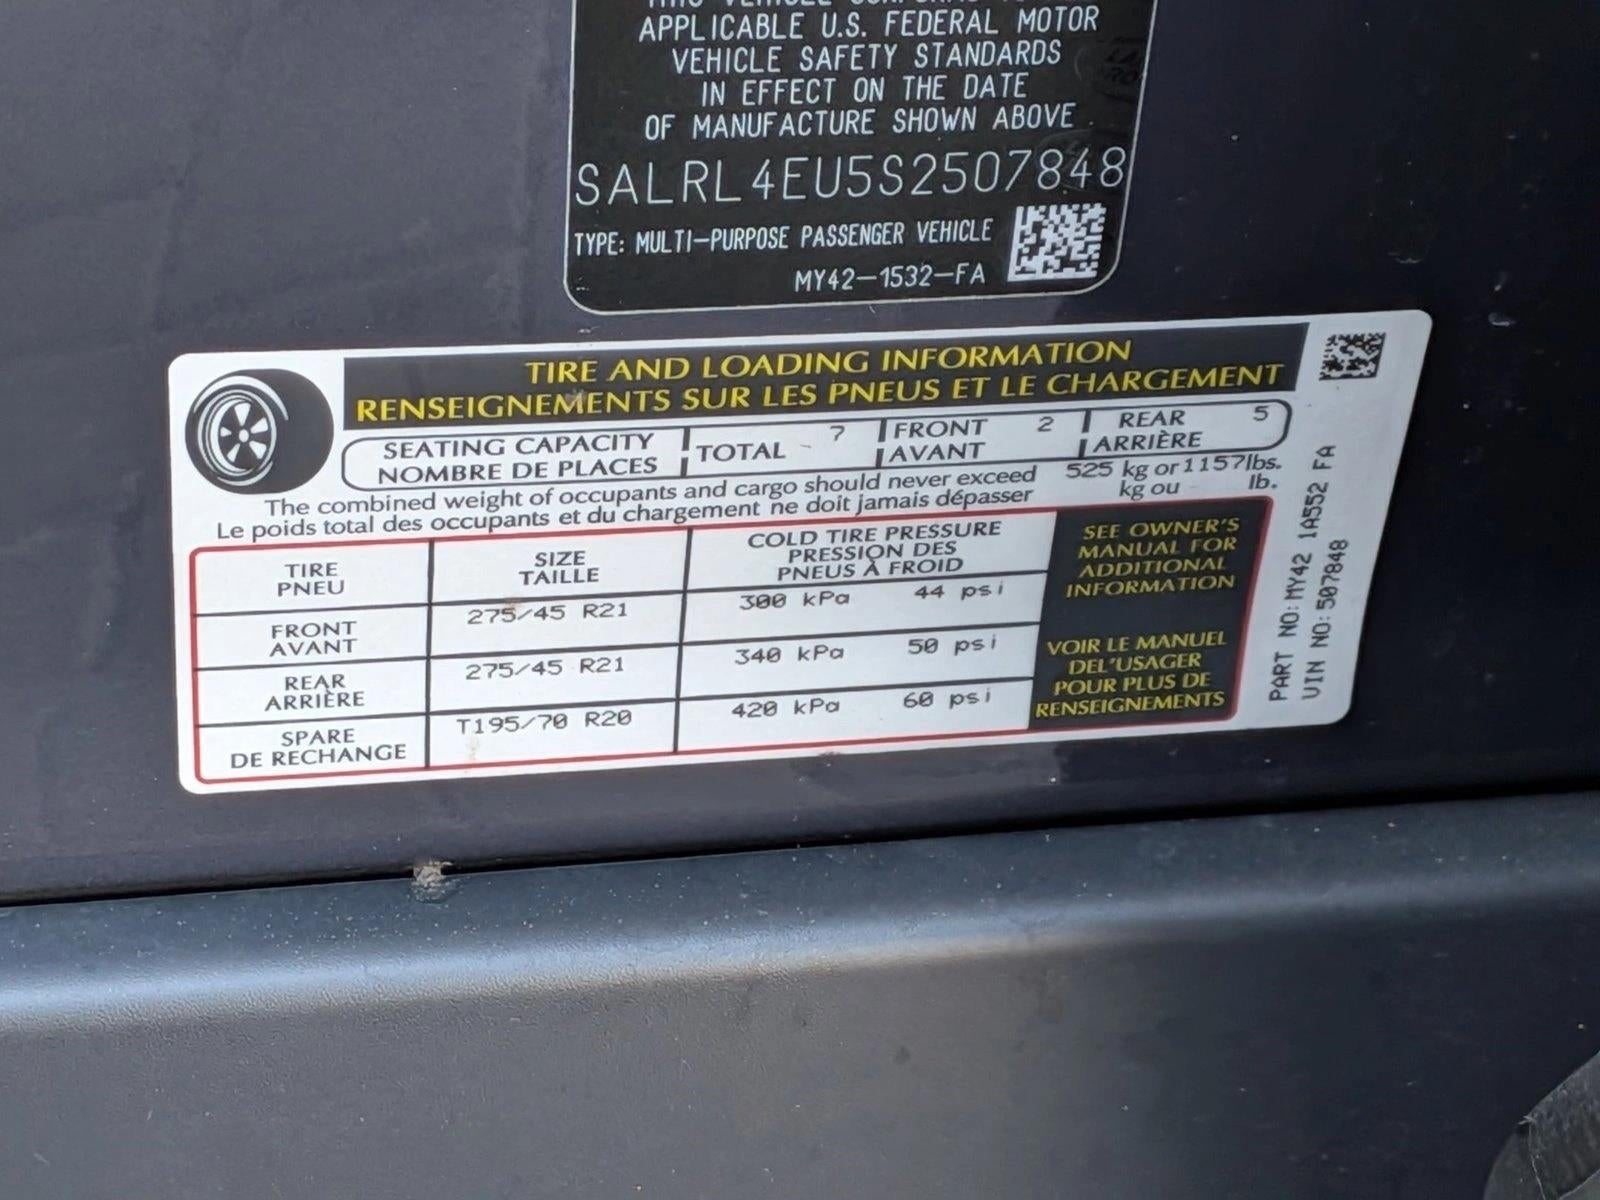 THIS VEHICLE CONFORMS TO ALL
APPLICABLE U.S. FEDERAL MOTOR
VEHICLE SAFETY STANDARDS
IN EFFECT ON THE DATE
OF MANUFACTURE SHOWN ABOVE .
SALRL4EU5S2507848
TYPE: MULTI-PURPOSE PASSENGER VEHICLE
MY42-1532-FA
TIRE AND LOADING INFORMATION
RENSEIGNEMENTS SUR LES PNEUS ET LE CHARGEMENT
SEATING CAPACITY
NOMBRE DE PLACES
TOTAL 7
FRONT
AVANT
2
REAR
ARRIÈRE
5
The combined weight of occupants and cargo should never exceed 525 kg or 1157lbs.
Le poids total des occupants et du chargement ne doit jamais dépasser kg ou lb.
TIRE
PNEU
SIZE
TAILLE
COLD TIRE PRESSURE
PRESSION DES
PNEUS À FROID
FRONT
AVANT
275/45 R21
300 kPa 44 psi
REAR
ARRIÈRE
275/45 R21
340 kPa 50 psi
SPARE
DE RECHANGE
T195/70 R20
420 kPa 60 psi
SEE OWNER'S
MANUAL FOR
ADDITIONAL
INFORMATION
VOIR LE MANUEL
DEL'USAGER
POUR PLUS DE
RENSEIGNEMENTS
PART NO: MY42 1A552 FA
VIN NO: 507848